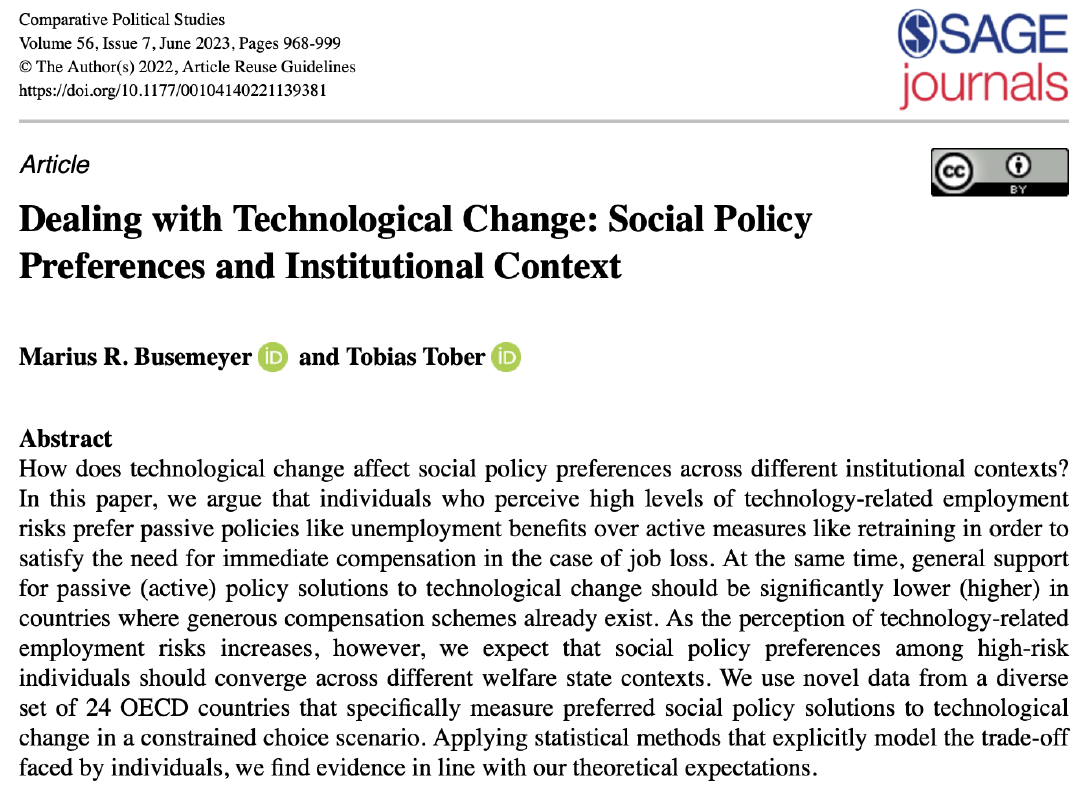 Comparative Political Studies
Volume 56, Issue 7, June 2023, Pages 968-999
© The Author(s) 2022, Article Reuse Guidelines
https://doi.org/10.1177/00104140221139381
SAGE
journals
Article
cc
BY
Dealing with Technological Change: Social Policy
Preferences and Institutional Context
Marius R. Busemeyer iD and Tobias Tober iD
Abstract
How does technological change affect social policy preferences across different institutional contexts?
In this paper, we argue that individuals who perceive high levels of technology-related employment
risks prefer passive policies like unemployment benefits over active measures like retraining in order to
satisfy the need for immediate compensation in the case of job loss. At the same time, general support
for passive (active) policy solutions to technological change should be significantly lower (higher) in
countries where generous compensation schemes already exist. As the perception of technology-related
employment risks increases, however, we expect that social policy preferences among high-risk
individuals should converge across different welfare state contexts. We use novel data from a diverse
set of 24 OECD countries that specifically measure preferred social policy solutions to technological
change in a constrained choice scenario. Applying statistical methods that explicitly model the trade-off
faced by individuals, we find evidence in line with our theoretical expectations.